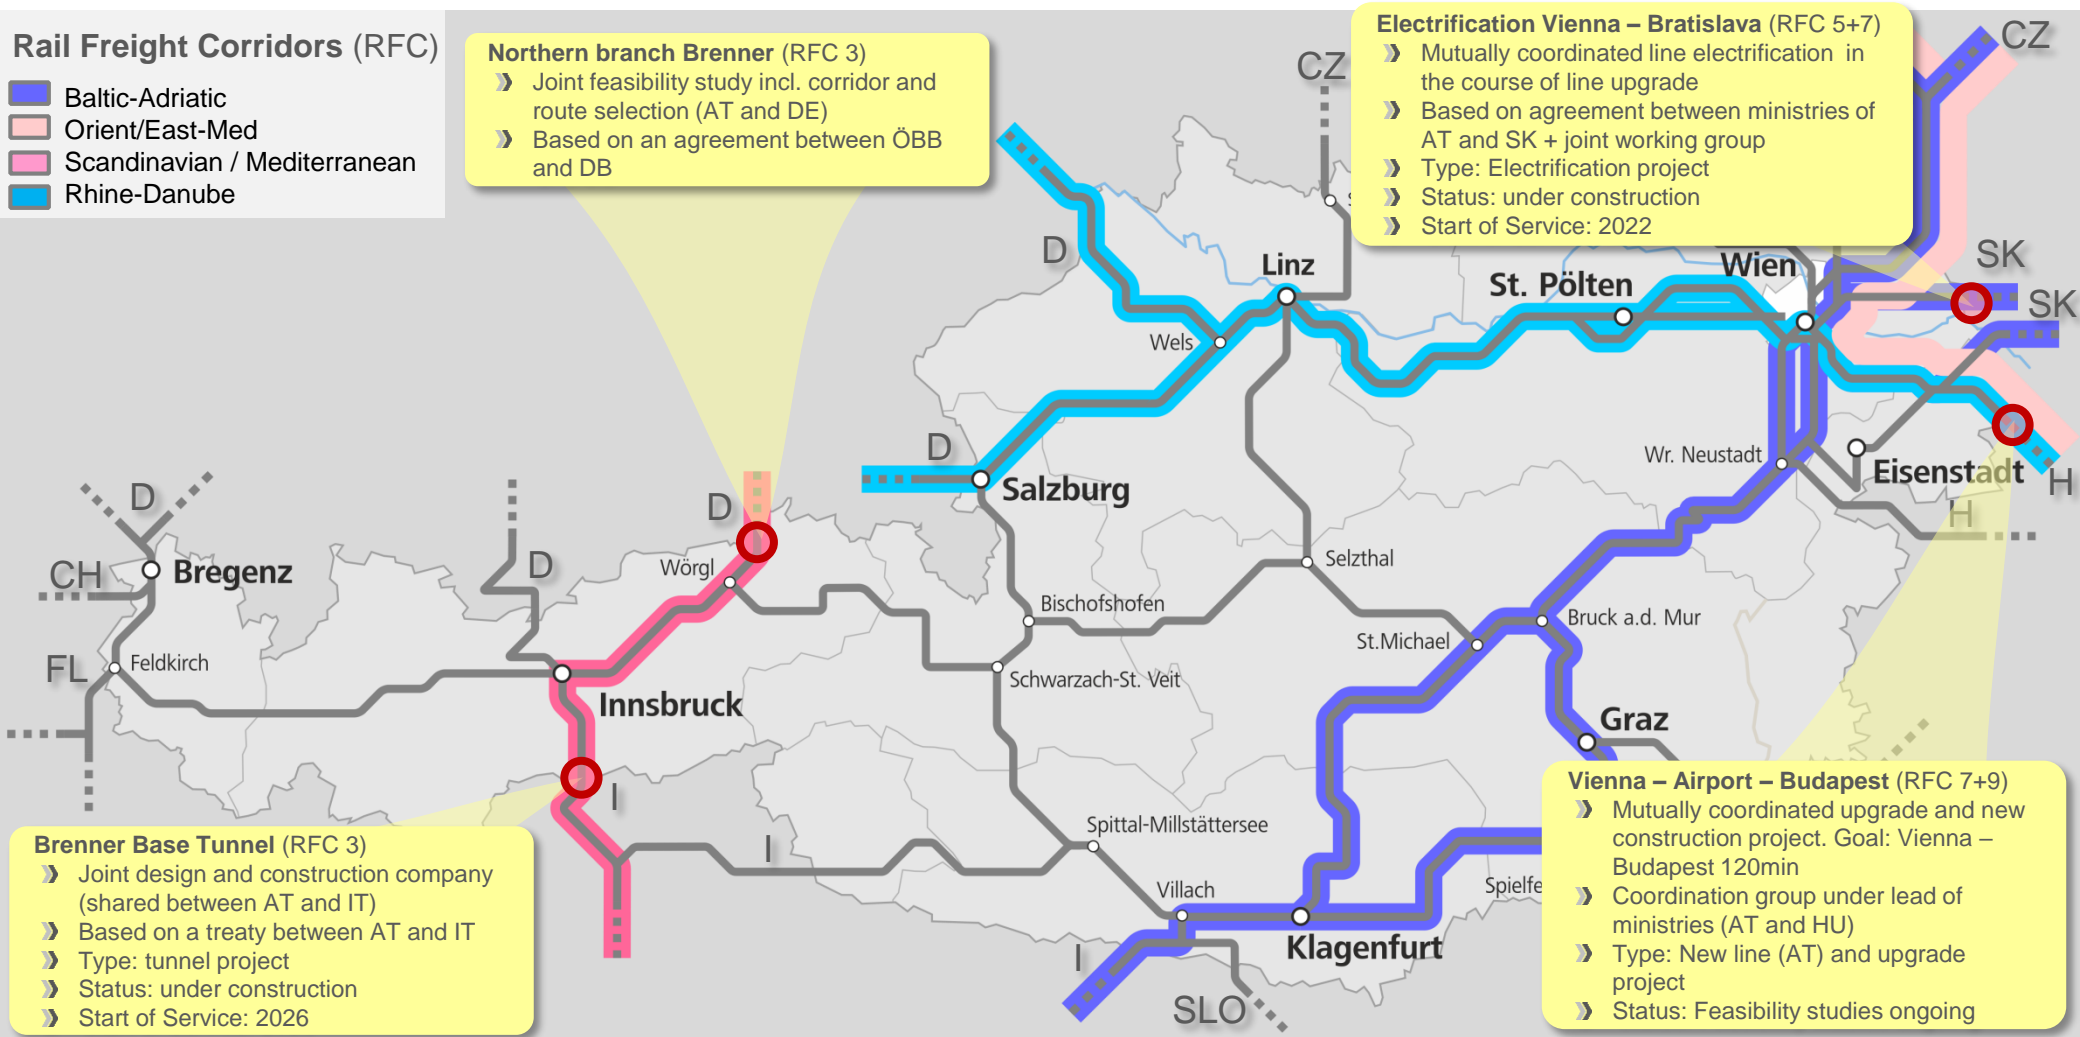 Rail Freight Corridors (RFC)
Baltic-Adriatic
Orient/East-Med
Scandinavian / Mediterranean
Rhine-Danube
Northern branch Brenner (RFC 3)
Joint feasibility study incl. corridor and
route selection (AT and DE)
Based on an agreement between ÖBB
and DB
Electrification Vienna – Bratislava (RFC 5+7)
Mutually coordinated line electrification in
the course of line upgrade
Based on agreement between ministries of
AT and SK + joint working group
Type: Electrification project
Status: under construction
Start of Service: 2022
CZ
CZ
D
Linz
St. Pölten
Wien
SK
SK
Wels
D
Salzburg
Wr. Neustadt
Eisenstadt
H
H
D
D
D
CH
Bregenz
Wörgl
Selzthal
Bischofshofen
Bruck a.d. Mur
St.Michael
FL
Feldkirch
Schwarzach-St. Veit
Innsbruck
Graz
I
Spittal-Millstättersee
I
Villach
Klagenfurt
I
SLO
Brenner Base Tunnel (RFC 3)
Joint design and construction company
(shared between AT and IT)
Based on a treaty between AT and IT
Type: tunnel project
Status: under construction
Start of Service: 2026
Spielfe
Vienna – Airport – Budapest (RFC 7+9)
Mutually coordinated upgrade and new
construction project. Goal: Vienna –
Budapest 120min
Coordination group under lead of
ministries (AT and HU)
Type: New line (AT) and upgrade
project
Status: Feasibility studies ongoing